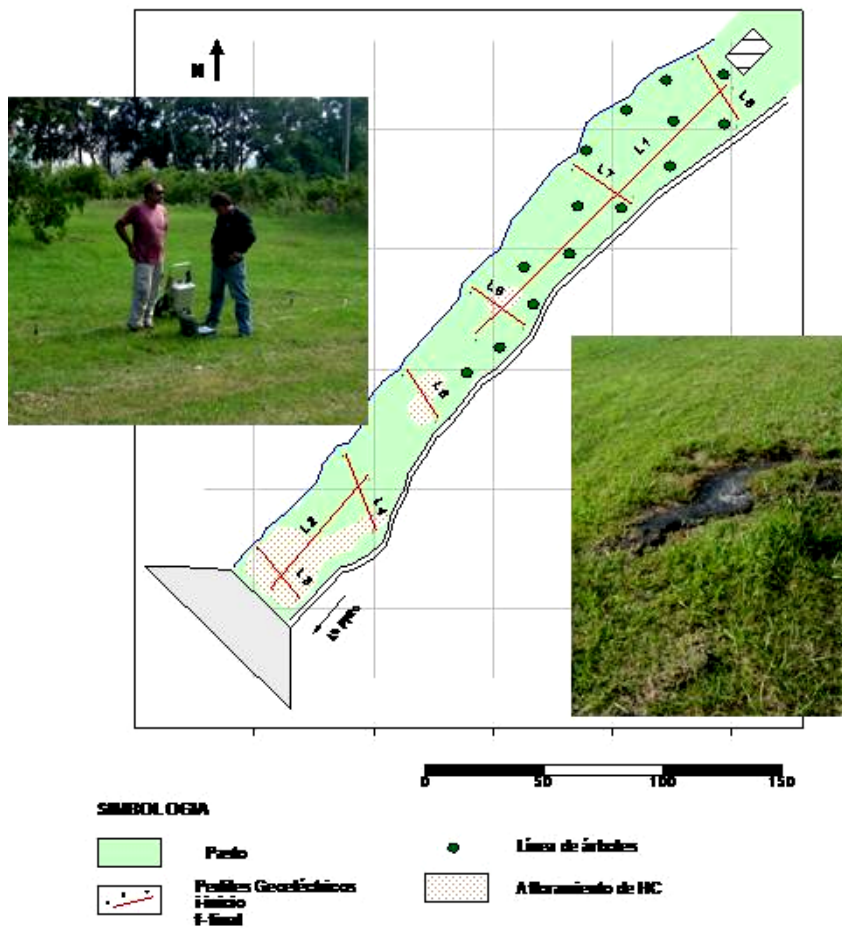 N
L8
L1
L7
L6
L2
L4
L3
0 50 100 150
SIMBOLOGIA
Pasto
Línea de árboles
Perfiles Geoeléctricos
i-inicio
f-final
Afloramiento de HC